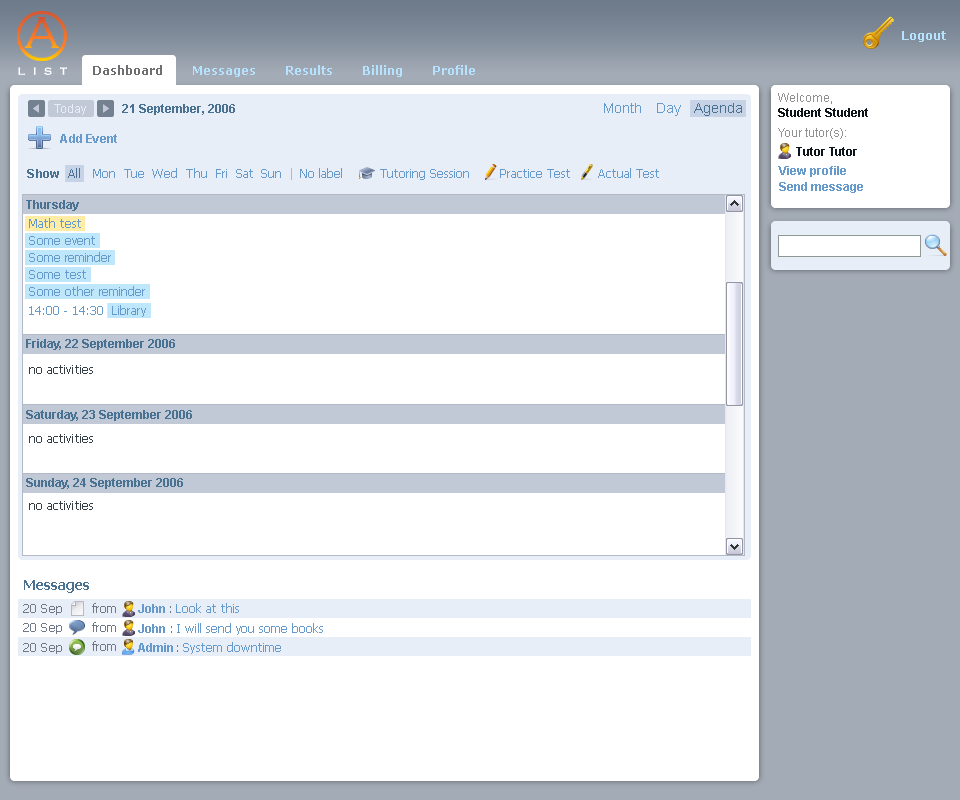 A
LIST
Logout
Dashboard Messages Results Billing Profile
Today 21 September, 2006 Month Day Agenda
Add Event
Show All Mon Tue Wed Thu Fri Sat Sun | No label Tutoring Session Practice Test Actual Test
Thursday
Math test
Some event
Some reminder
Some test
Some other reminder
14:00 - 14:30 Library
Friday, 22 September 2006
no activities
Saturday, 23 September 2006
no activities
Sunday, 24 September 2006
no activities
Messages
20 Sep from John : Look at this
20 Sep from John : I will send you some books
20 Sep from Admin : System downtime
Welcome,
Student Student
Your tutor(s):
Tutor Tutor
View profile
Send message